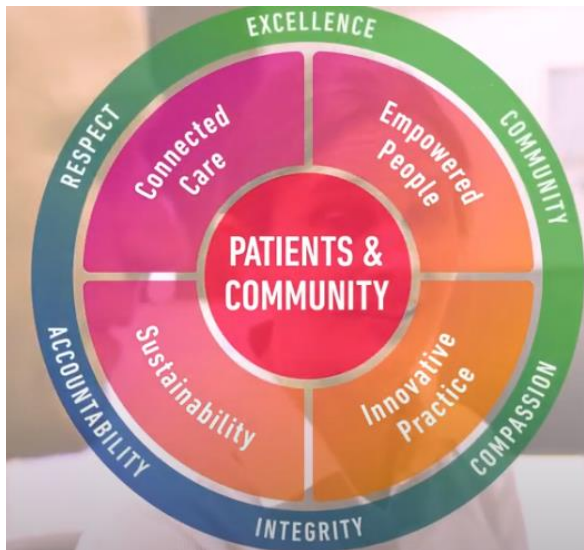 EXCELLENCE
COMMUNITY
COMPASSION
INTEGRITY
ACCOUNTABILITY
RESPECT
Connected
Care
Empowered
People
PATIENTS &
COMMUNITY
Sustainability
Innovative
Practice